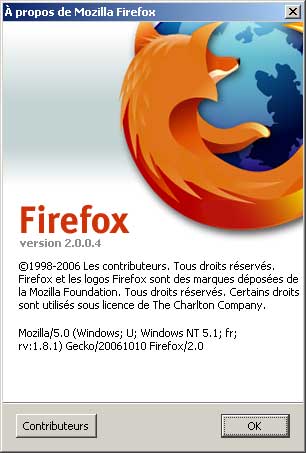 À propos de Mozilla Firefox
Firefox
version 2.0.0.4
©1998-2006 Les contributeurs. Tous droits réservés.
Firefox et les logos Firefox sont des marques déposées de
la Mozilla Foundation. Tous droits réservés. Certains droits
sont utilisés sous licence de The Charlton Company.
Mozilla/5.0 (Windows; U; Windows NT 5.1; fr;
rv:1.8.1) Gecko/20061010 Firefox/2.0
Contributeurs
OK